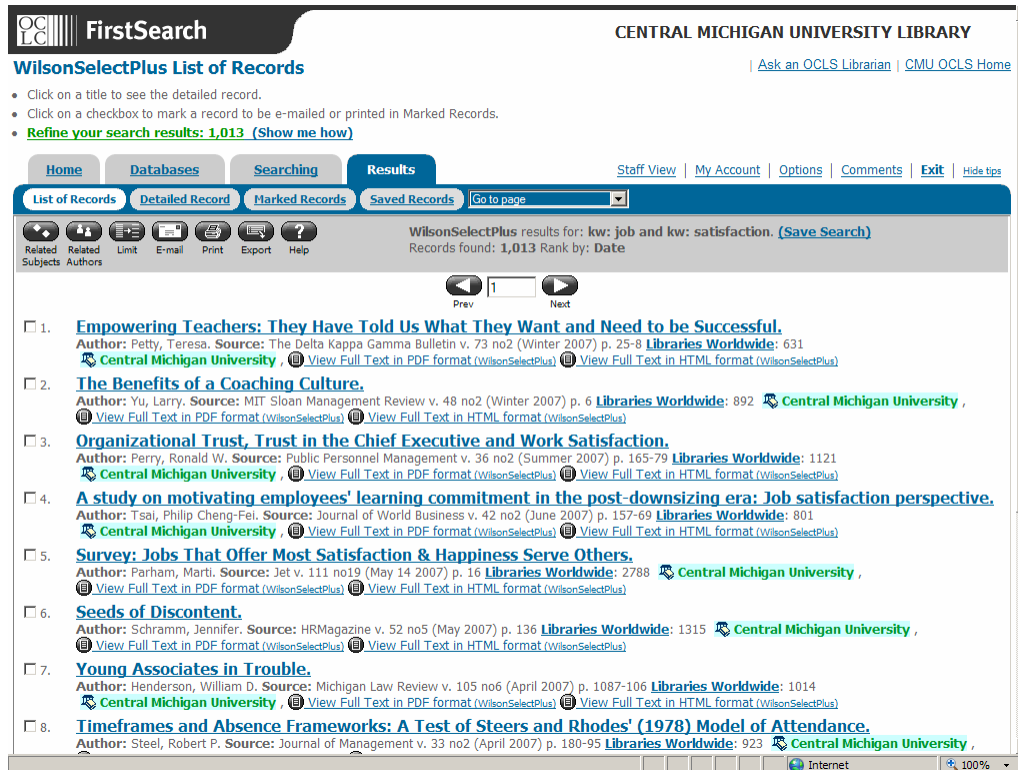 OCLC FirstSearch
CENTRAL MICHIGAN UNIVERSITY LIBRARY
WilsonSelectPlus List of Records
| Ask an OCLS Librarian | CMU OCLS Home
• Click on a title to see the detailed record.
• Click on a checkbox to mark a record to be e-mailed or printed in Marked Records.
• Refine your search results: 1,013 (Show me how)
Home Databases Searching Results
Staff View | My Account | Options | Comments | Exit | Hide tips
List of Records Detailed Record Marked Records Saved Records Go to page
Related Subjects Related Authors Limit E-mail Print Export Help
WilsonSelectPlus results for: kw: job and kw: satisfaction. (Save Search)
Records found: 1,013 Rank by: Date
Prev 1 Next
1. Empowering Teachers: They Have Told Us What They Want and Need to be Successful.
Author: Petty, Teresa. Source: The Delta Kappa Gamma Bulletin v. 73 no2 (Winter 2007) p. 25-8 Libraries Worldwide: 631
Central Michigan University , View Full Text in PDF format (WilsonSelectPlus) View Full Text in HTML format (WilsonSelectPlus)
2. The Benefits of a Coaching Culture.
Author: Yu, Larry. Source: MIT Sloan Management Review v. 48 no2 (Winter 2007) p. 6 Libraries Worldwide: 892 Central Michigan University ,
View Full Text in PDF format (WilsonSelectPlus) View Full Text in HTML format (WilsonSelectPlus)
3. Organizational Trust, Trust in the Chief Executive and Work Satisfaction.
Author: Perry, Ronald W. Source: Public Personnel Management v. 36 no2 (Summer 2007) p. 165-79 Libraries Worldwide: 1121
Central Michigan University , View Full Text in PDF format (WilsonSelectPlus) View Full Text in HTML format (WilsonSelectPlus)
4. A study on motivating employees' learning commitment in the post-downsizing era: Job satisfaction perspective.
Author: Tsai, Philip Cheng-Fei. Source: Journal of World Business v. 42 no2 (June 2007) p. 157-69 Libraries Worldwide: 801
Central Michigan University , View Full Text in PDF format (WilsonSelectPlus) View Full Text in HTML format (WilsonSelectPlus)
5. Survey: Jobs That Offer Most Satisfaction & Happiness Serve Others.
Author: Parham, Marti. Source: Jet v. 111 no19 (May 14 2007) p. 16 Libraries Worldwide: 2788 Central Michigan University ,
View Full Text in PDF format (WilsonSelectPlus) View Full Text in HTML format (WilsonSelectPlus)
6. Seeds of Discontent.
Author: Schramm, Jennifer. Source: HRMagazine v. 52 no5 (May 2007) p. 136 Libraries Worldwide: 1315 Central Michigan University ,
View Full Text in PDF format (WilsonSelectPlus) View Full Text in HTML format (WilsonSelectPlus)
7. Young Associates in Trouble.
Author: Henderson, William D. Source: Michigan Law Review v. 105 no6 (April 2007) p. 1087-106 Libraries Worldwide: 1014
Central Michigan University , View Full Text in PDF format (WilsonSelectPlus) View Full Text in HTML format (WilsonSelectPlus)
8. Timeframes and Absence Frameworks: A Test of Steers and Rhodes' (1978) Model of Attendance.
Author: Steel, Robert P. Source: Journal of Management v. 33 no2 (April 2007) p. 180-95 Libraries Worldwide: 923 Central Michigan University ,
Internet 100%